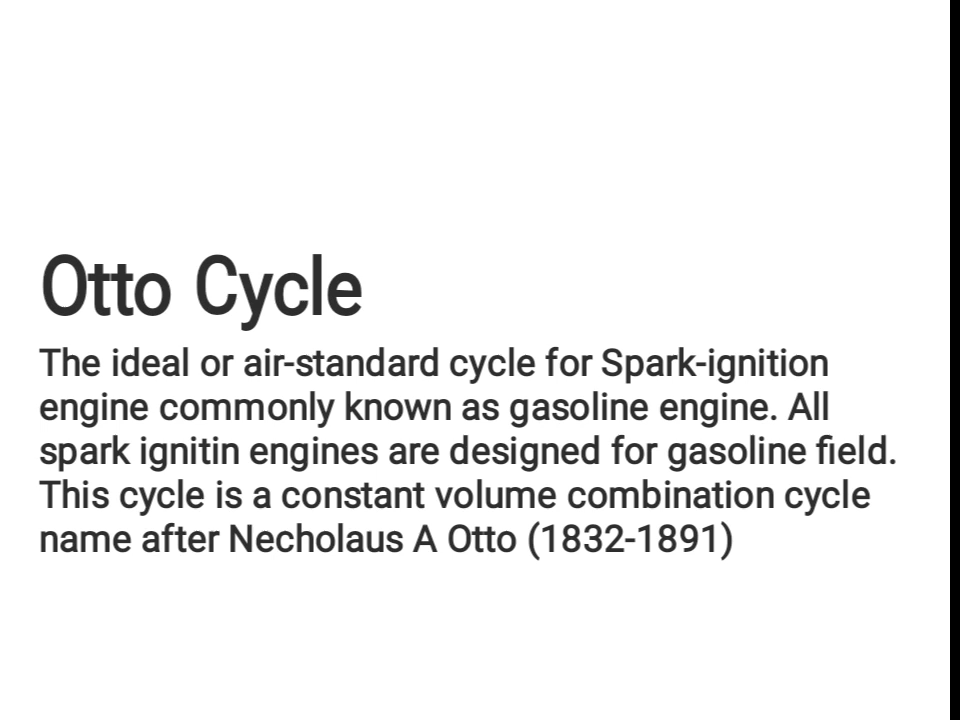 Otto Cycle
The ideal or air-standard cycle for Spark-ignition
engine commonly known as gasoline engine. All
spark ignitin engines are designed for gasoline field.
This cycle is a constant volume combination cycle
name after Necholaus A Otto (1832-1891)